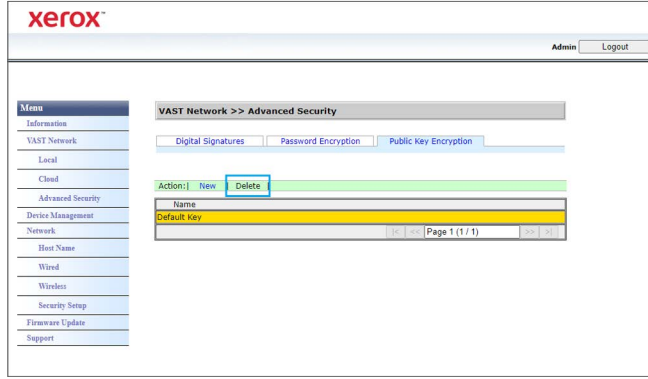 xerox™
Admin Logout
Menu
Information
VAST Network
Local
Cloud
Advanced Security
Device Management
Network
Host Name
Wired
Wireless
Security Setup
Firmware Update
Support
VAST Network >> Advanced Security
Digital Signatures Password Encryption Public Key Encryption
Action:| New | Delete |
Name
Default Key
|< << Page 1 (1 / 1) >> >|